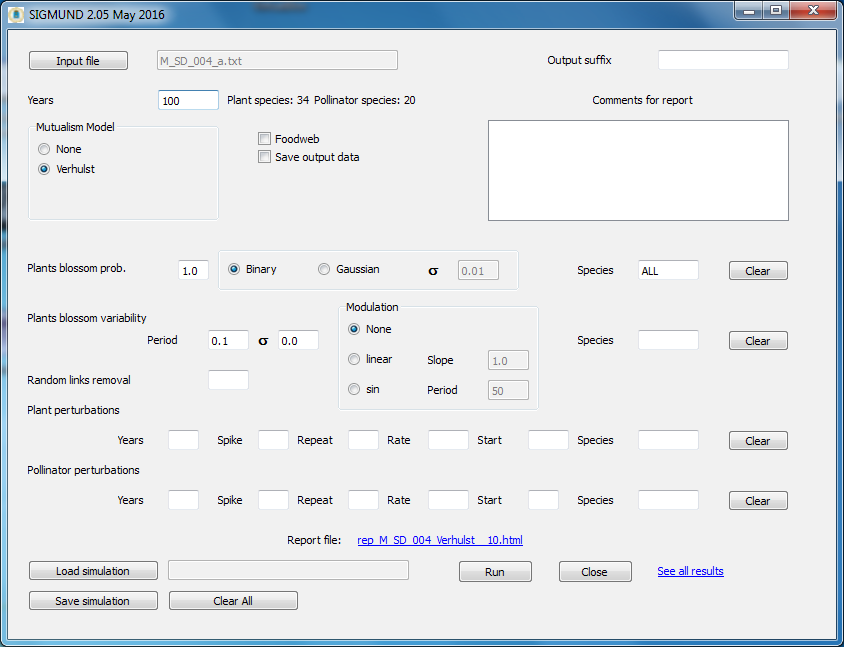 SIGMUND 2.05 May 2016
Input file M_SD_004_a.txt Output suffix
Years 100 Plant species: 34 Pollinator species: 20 Comments for report
Mutualism Model
None
Verhulst
Foodweb
Save output data
Plants blossom prob. 1.0 Binary Gaussian σ 0.01 Species ALL Clear
Plants blossom variability
Period 0.1 σ 0.0
Modulation
None
linear Slope 1.0
sin Period 50
Species Clear
Random links removal
Plant perturbations
Years Spike Repeat Rate Start Species Clear
Pollinator perturbations
Years Spike Repeat Rate Start Species Clear
Report file: rep_M_SD_004_Verhulst__10.html
Load simulation Run Close See all results
Save simulation Clear All